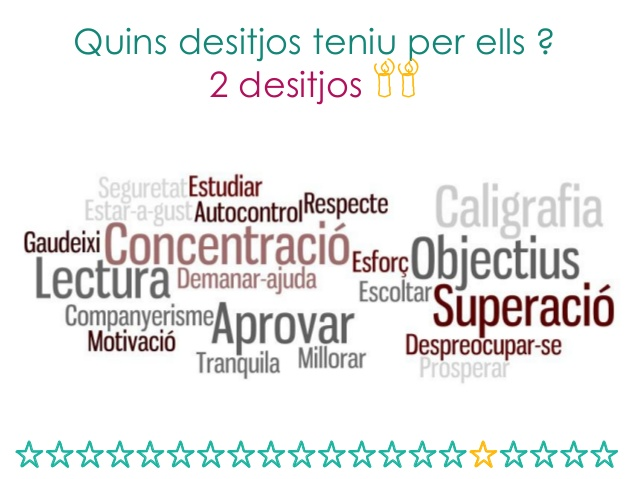 Quins desitjos teniu per ells ?
2 desitjos
Seguretat Estudiar
Estar-a-gust Autocontrol Respecte
Caligrafia
Gaudeixi Concentració Esforç Objectius
Lectura Demanar-ajuda Escoltar Superació
Companyerisme Aprovar
Motivació Despreocupar-se
Tranquila Millorar Prosperar